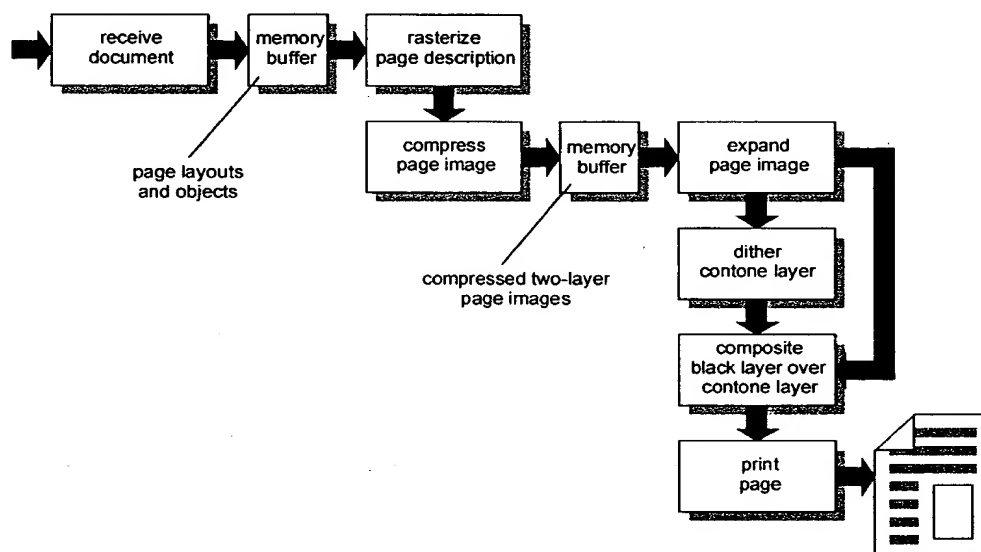 receive
document
memory
buffer
rasterize
page description
page layouts
and objects
compress
page image
memory
buffer
expand
page image
compressed two-layer
page images
dither
contone layer
composite
black layer over
contone layer
print
page